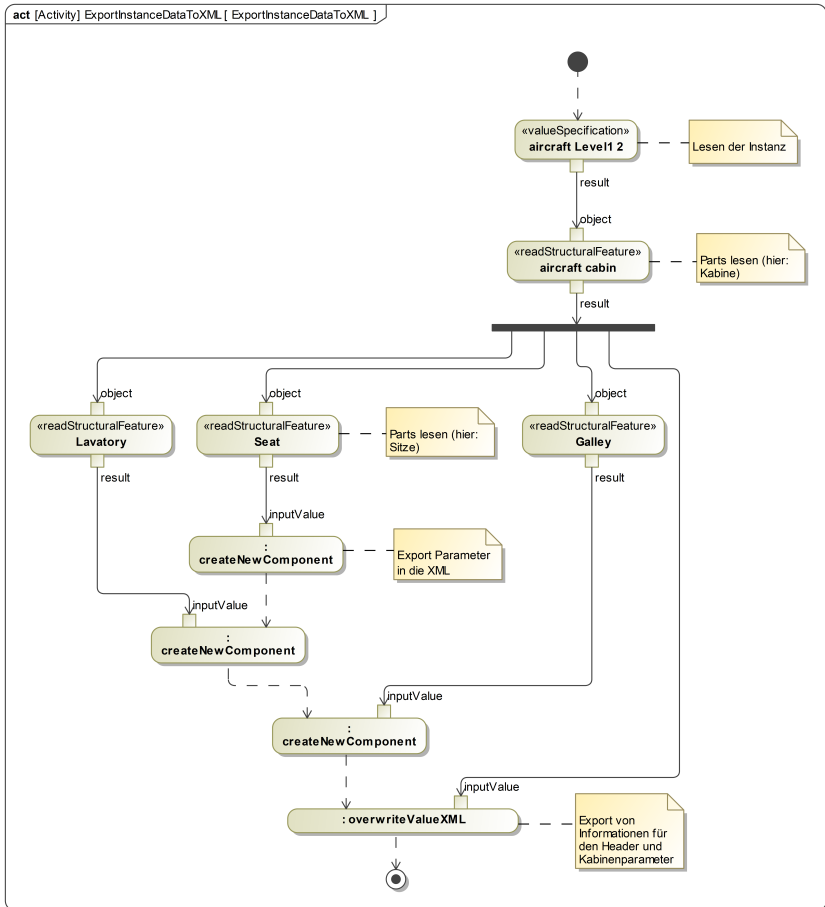 act [Activity] ExportInstanceDataToXML [ ExportInstanceDataToXML ]
«valueSpecification»
aircraft Level1 2
Lesen der Instanz
result
object
«readStructuralFeature»
aircraft cabin
Parts lesen (hier:
Kabine)
result
object
object
object
«readStructuralFeature»
Lavatory
«readStructuralFeature»
Seat
Parts lesen (hier:
Sitze)
«readStructuralFeature»
Galley
result
result
result
inputValue
:
createNewComponent
Export Parameter
in die XML
inputValue
:
createNewComponent
inputValue
:
createNewComponent
inputValue
: overwriteValueXML
Export von
Informationen für
den Header und
Kabinenparameter